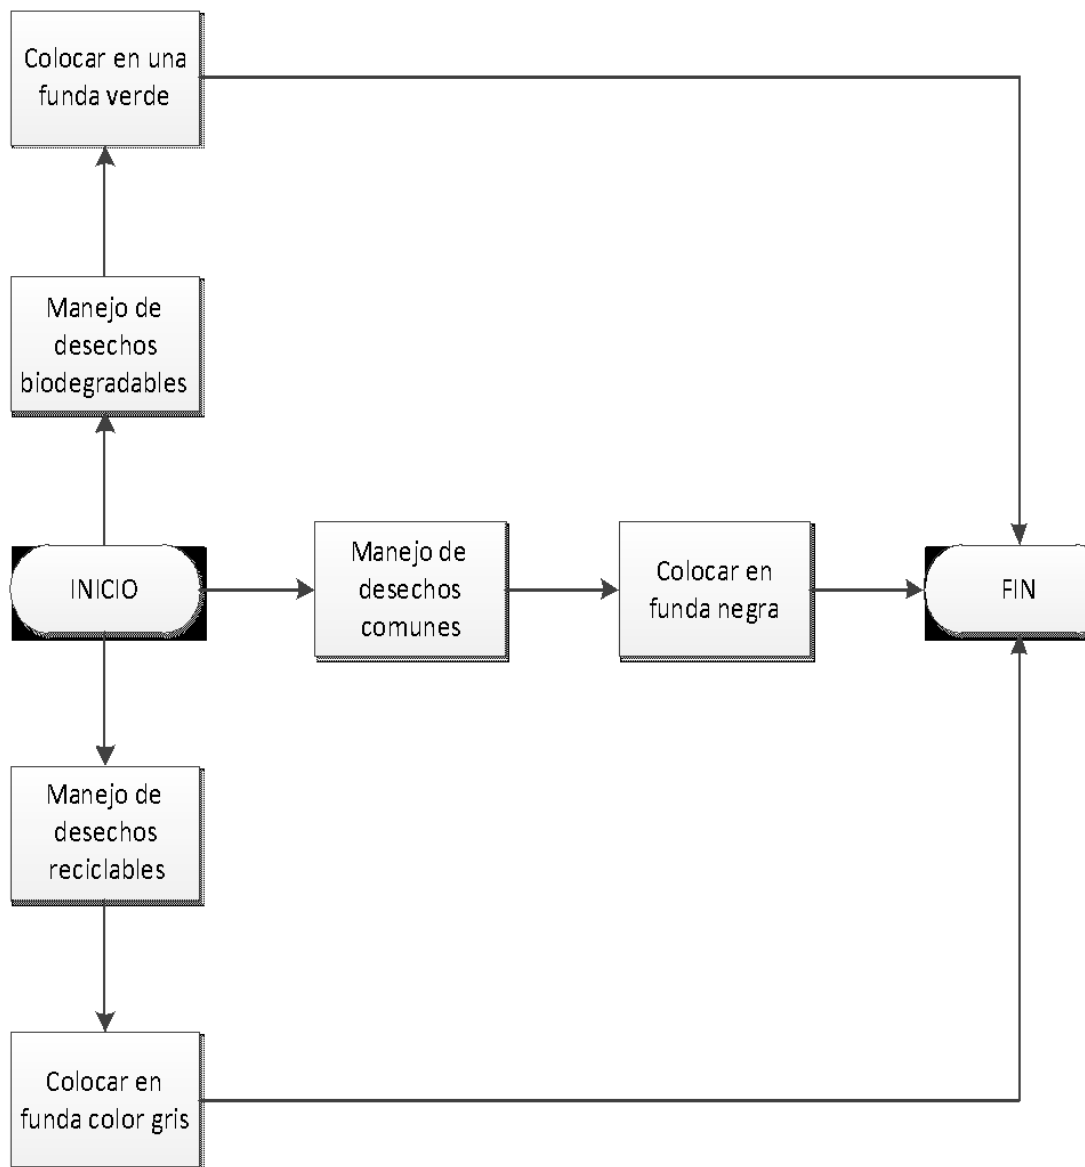 Colocar en una
funda verde
Manejo de
desechos
biodegradables
INICIO
Manejo de
desechos
comunes
Colocar en
funda negra
FIN
Manejo de
desechos
reciclables
Colocar en
funda color gris